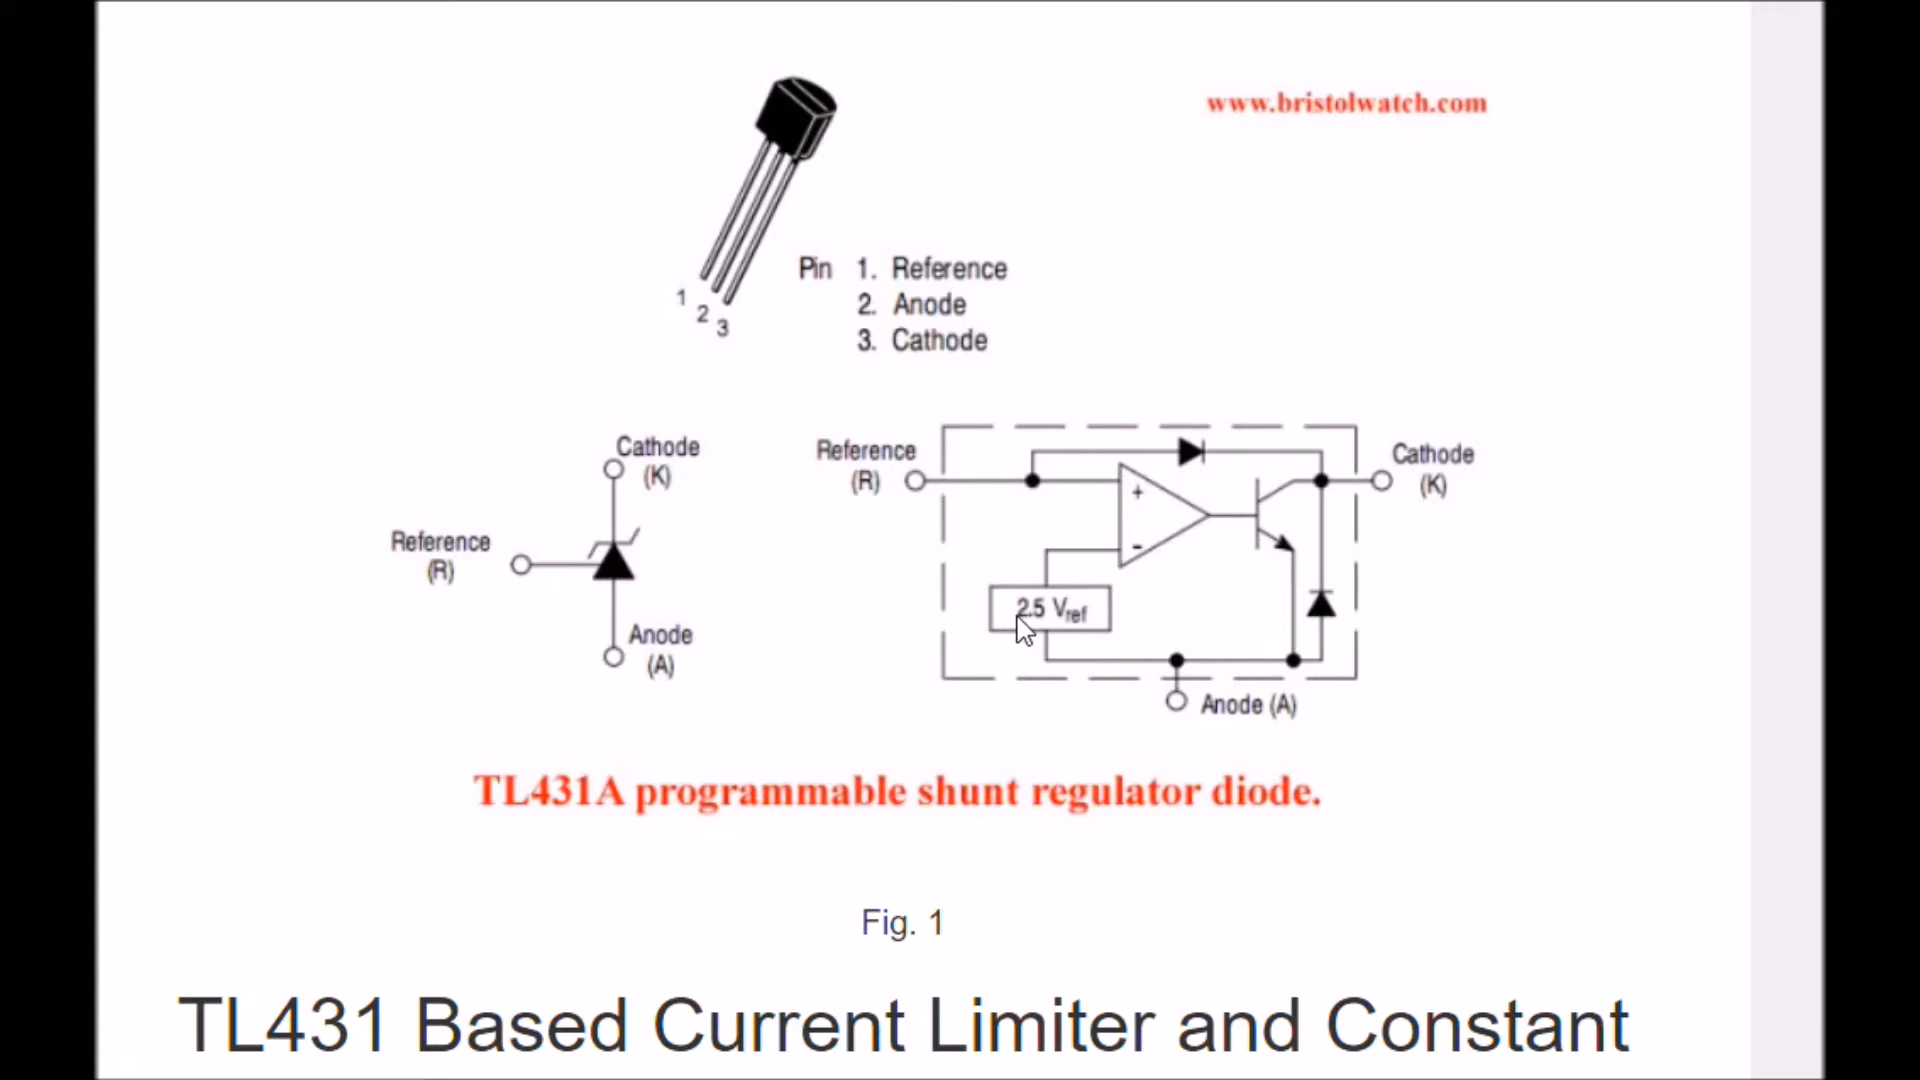 www.bristolwatch.com
1
2
3
Pin 1. Reference
2. Anode
3. Cathode
Cathode
(K)
Reference
(R)
Anode
(A)
Reference
(R)
Cathode
(K)
+
-
2.5 Vref
Anode (A)
TL431A programmable shunt regulator diode.
Fig. 1
TL431 Based Current Limiter and Constant